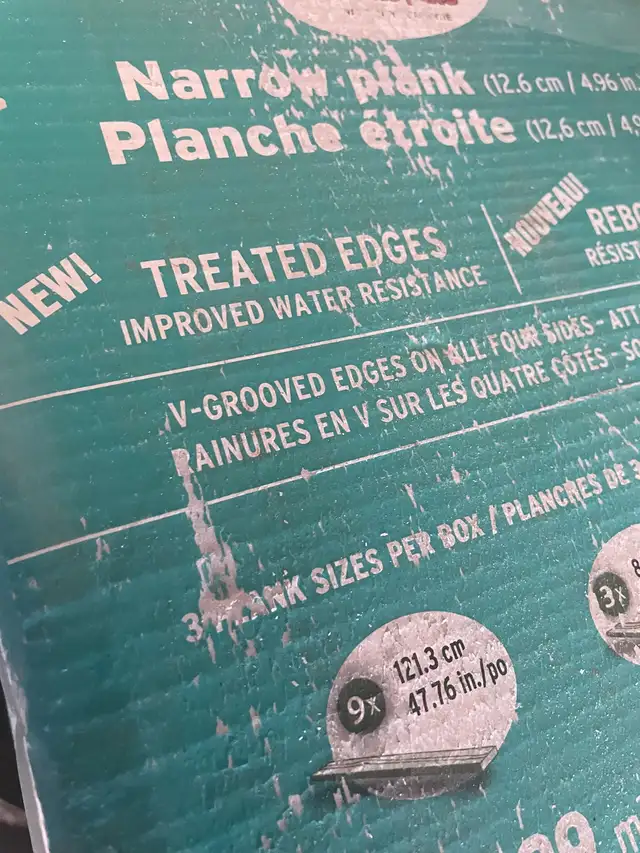 Narrow plank (12.6 cm / 4.96 in
Planche étroite (12,6 cm / 4,9
NEW!
TREATED EDGES
IMPROVED WATER RESISTANCE
NOUVEAU!
REBO
RÉSIST
V-GROOVED EDGES ON ALL FOUR SIDES - ATT
RAINURES EN V SUR LES QUATRE CÔTÉS - SO
3 PLANK SIZES PER BOX / PLANCHES DE 3
9x
121.3 cm
47.76 in./po
3x
8